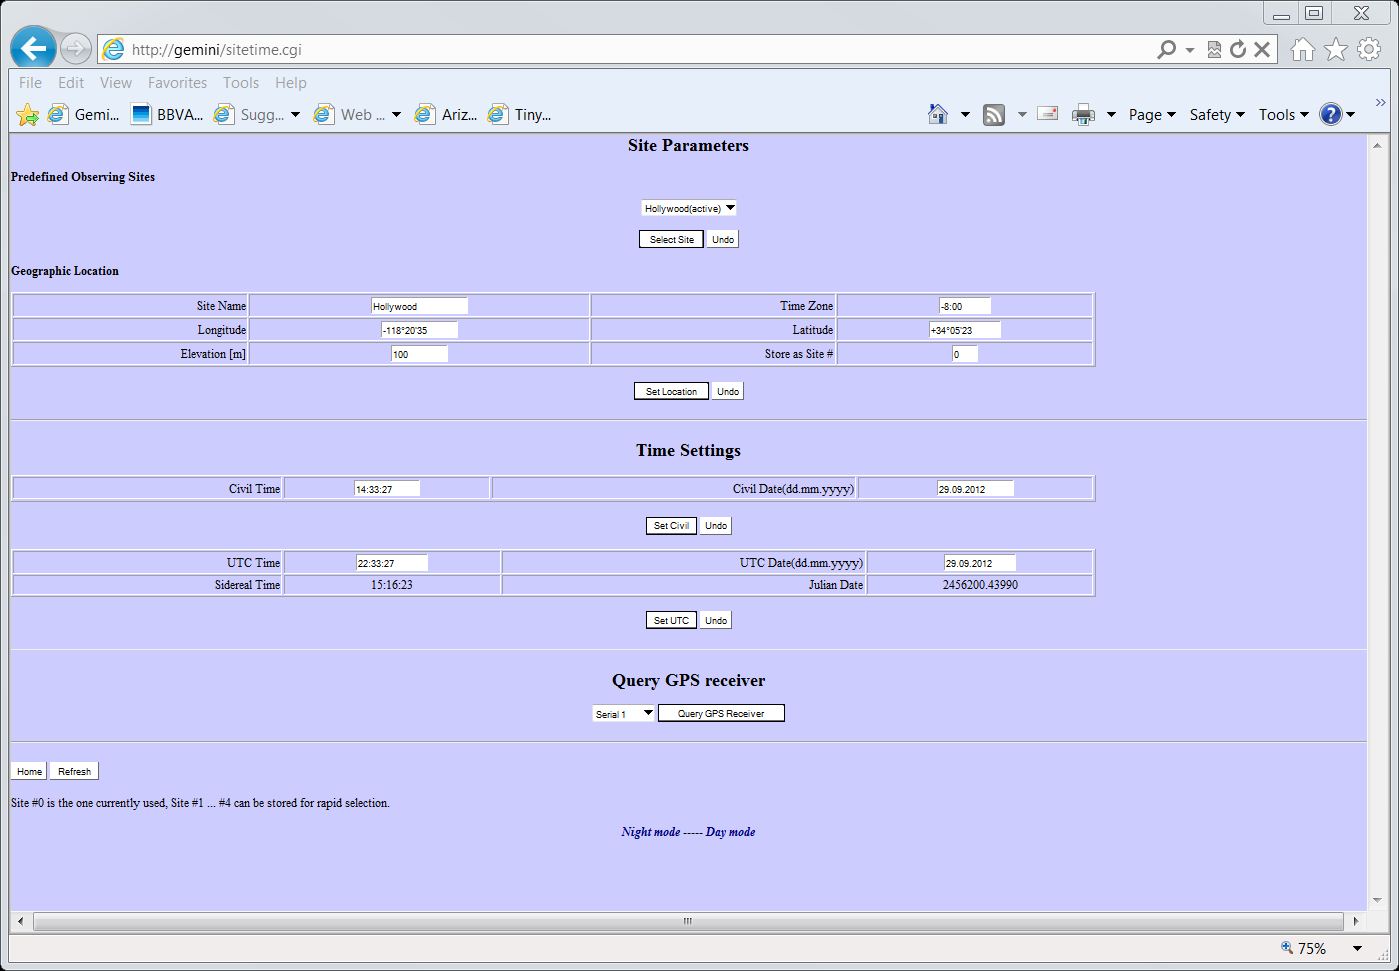 http://gemini/sitetime.cgi
File Edit View Favorites Tools Help
Gemi... BBVA... Sugg... Web ... Ariz... Tiny... Page Safety Tools
Site Parameters
Predefined Observing Sites
Hollywood(active)
Select Site Undo
Geographic Location
Site Name Hollywood Time Zone -8:00
Longitude -118°20'35 Latitude +34°05'23
Elevation [m] 100 Store as Site # 0
Set Location Undo
Time Settings
Civil Time 14:33:27 Civil Date(dd.mm.yyyy) 29.09.2012
Set Civil Undo
UTC Time 22:33:27 UTC Date(dd.mm.yyyy) 29.09.2012
Sidereal Time 15:16:23 Julian Date 2456200.43990
Set UTC Undo
Query GPS receiver
Serial 1 Query GPS Receiver
Home Refresh
Site #0 is the one currently used, Site #1 ... #4 can be stored for rapid selection.
Night mode ----- Day mode
75%